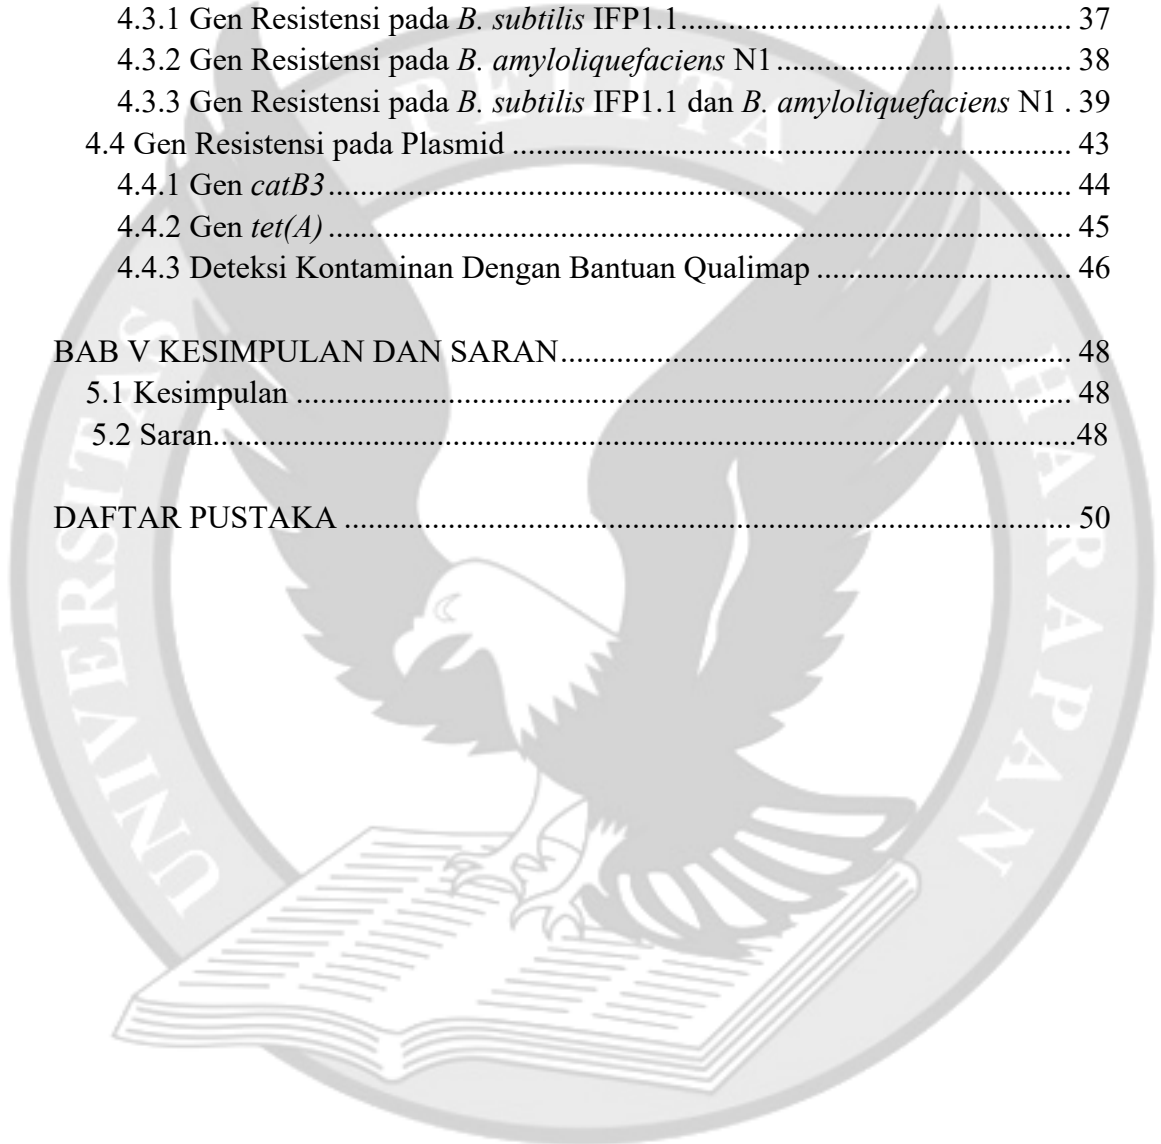 4.3.1 Gen Resistensi pada B. subtilis IFP1.1.................................................... 37
4.3.2 Gen Resistensi pada B. amyloliquefaciens N1 ...................................... 38
4.3.3 Gen Resistensi pada B. subtilis IFP1.1 dan B. amyloliquefaciens N1 . 39
4.4 Gen Resistensi pada Plasmid ....................................................................... 43
4.4.1 Gen catB3 ............................................................................................. 44
4.4.2 Gen tet(A) ............................................................................................. 45
4.4.3 Deteksi Kontaminan Dengan Bantuan Qualimap ................................. 46
BAB V KESIMPULAN DAN SARAN................................................................. 48
5.1 Kesimpulan .................................................................................................. 48
5.2 Saran.............................................................................................................48
DAFTAR PUSTAKA ............................................................................................ 50
UNIVERSITAS PELITA HARAPAN